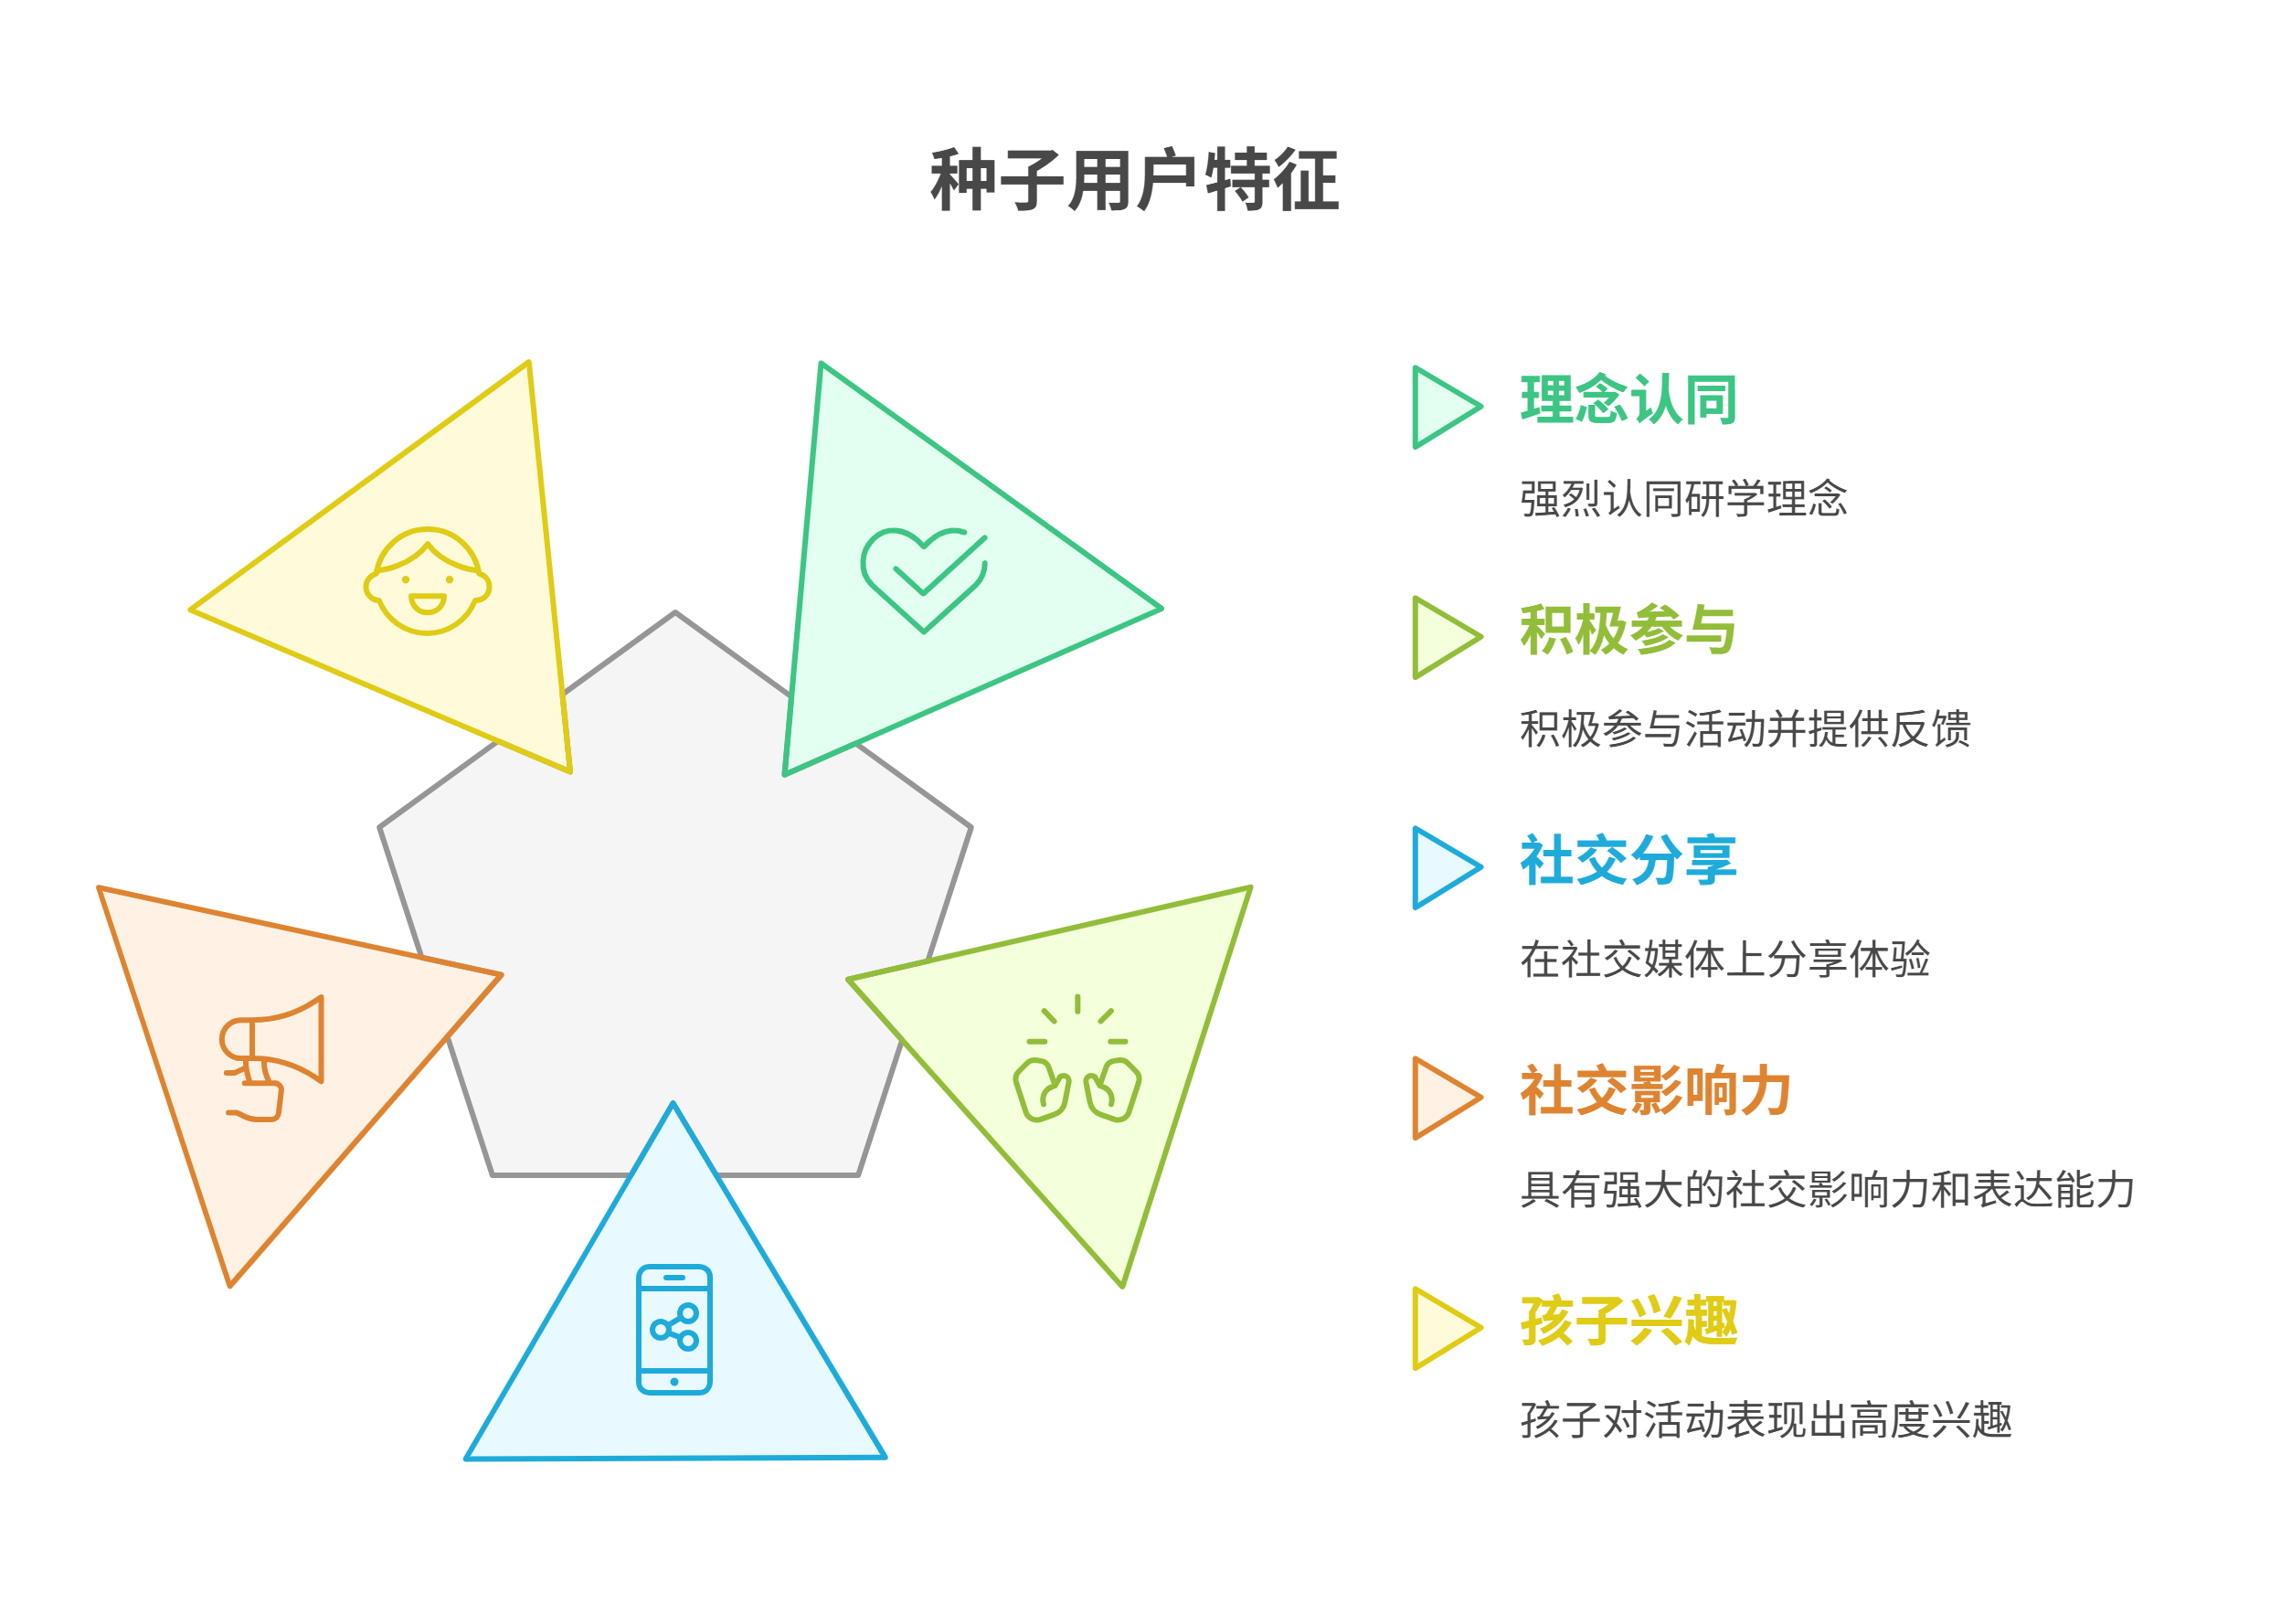 种子用户特征
理念认同
强烈认同研学理念
积极参与
积极参与活动并提供反馈
社交分享
在社交媒体上分享体验
社交影响力
具有强大的社交影响力和表达能力
孩子兴趣
孩子对活动表现出高度兴趣